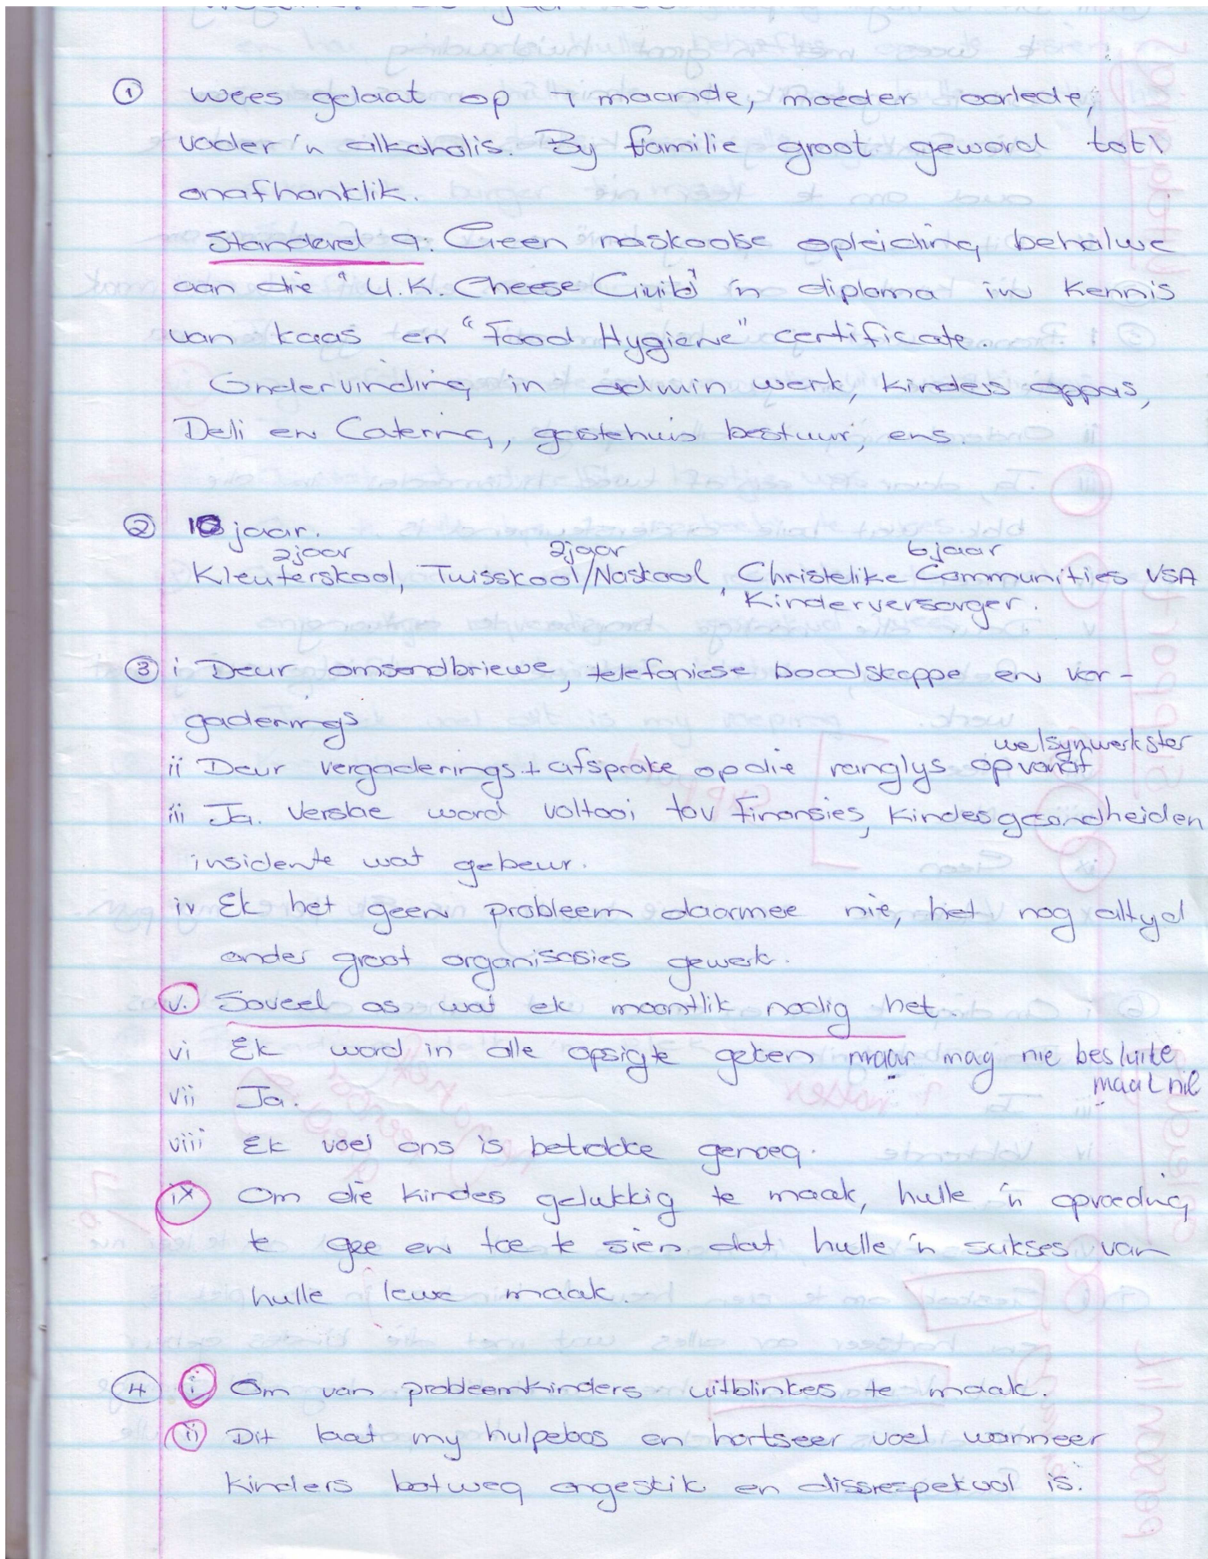 ① Wees gelaat op 7 maande, moeder oorlede,
vader 'n alkoholis. By familie groot geword tot
onafhanklik.
Standerd 9. Geen naskoolse opleiding behalwe
aan die "U.K. Cheese Guild" 'n diploma in Kennis
van kaas en "Food Hygiene" certificate.
Ondervinding in admin werk, kinders oppas,
Deli en Catering, gastehuis bestuur, ens.
② 10 jaar.
2jaar 2jaar 6jaar
Kleuterskool, Tuisskool/Naskool, Christelike Communities VSA
Kinderversorger.
③ i Deur omsendbriewe, telefoniese boodskappe en ver-
gaderings
welsynwerkster
ii Deur vergaderings + afsprake op die ranglys op vanaf
iii Ja. Verslae word voltooi tov Finansies, Kindes gesondheid en
insidente wat gebeur.
iv Ek het geen probleem daarmee nie, het nog altyd
onder groot organisasies gewerk.
v. Soveel as wat ek moontlik nodig het.
vi Ek word in alle opsigte geken maar mag nie besluite
maak nie
vii Ja.
viii Ek voel ons is betrokke genoeg.
ix Om die kindes gelukkig te maak, hulle 'n opvoeding
te gee en toe te sien dat hulle 'n sukses van
hulle lewe maak.
④ i Om van probleemkinders uitblinkes te maak.
ii Dit laat my hulpeloos en hartseer voel wanneer
kinders botweg ongeskik en disrespekvol is.